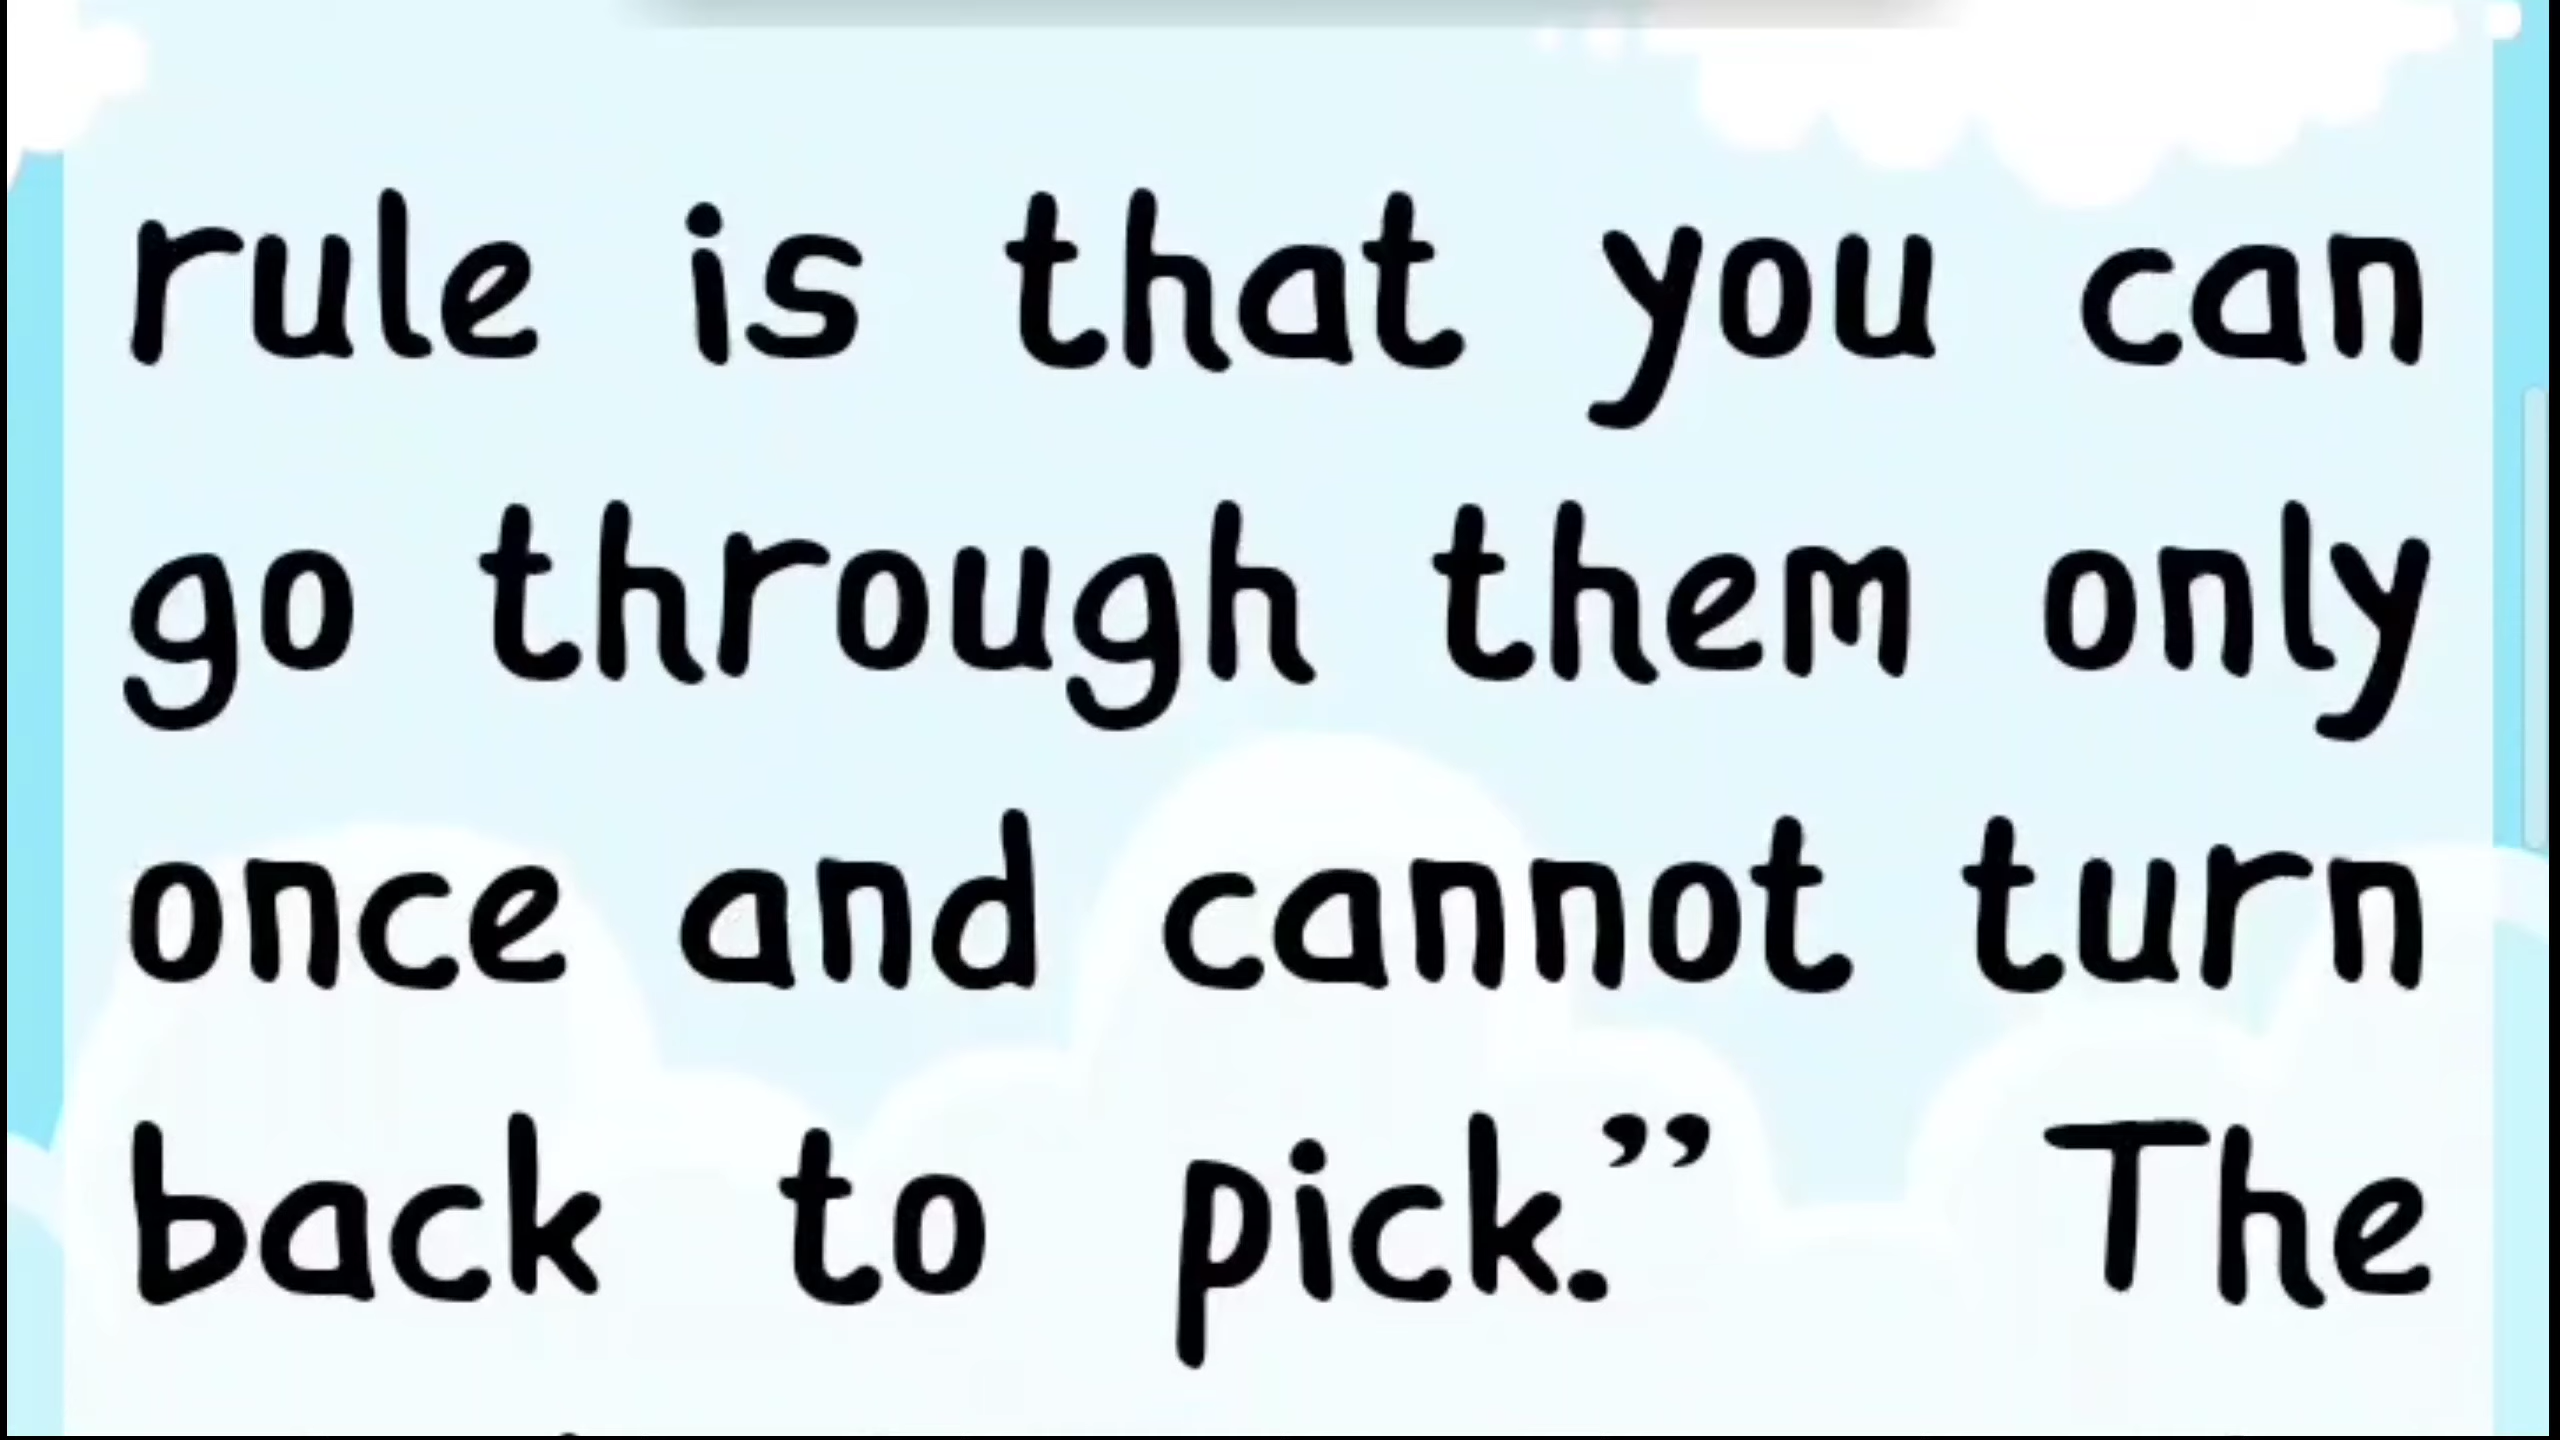 rule is that you can
go through them only
once and cannot turn
back to pick.” The